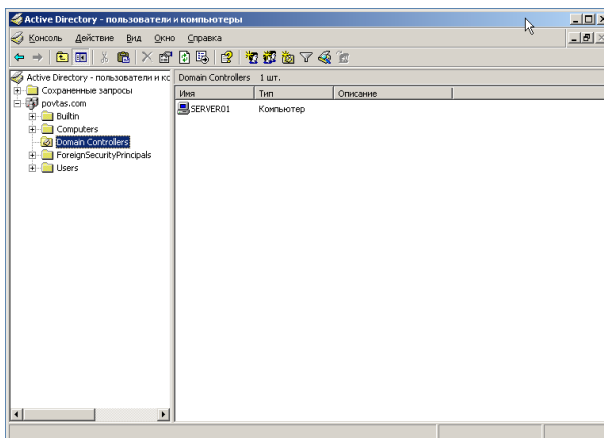 Active Directory - пользователи и компьютеры
Консоль Действие Вид Окно Справка
Active Directory - пользователи и кс
Domain Controllers 1 шт.
Сохраненные запросы
Имя Тип Описание
povtas.com
SERVER01 Компьютер
Builtin
Computers
Domain Controllers
ForeignSecurityPrincipals
Users